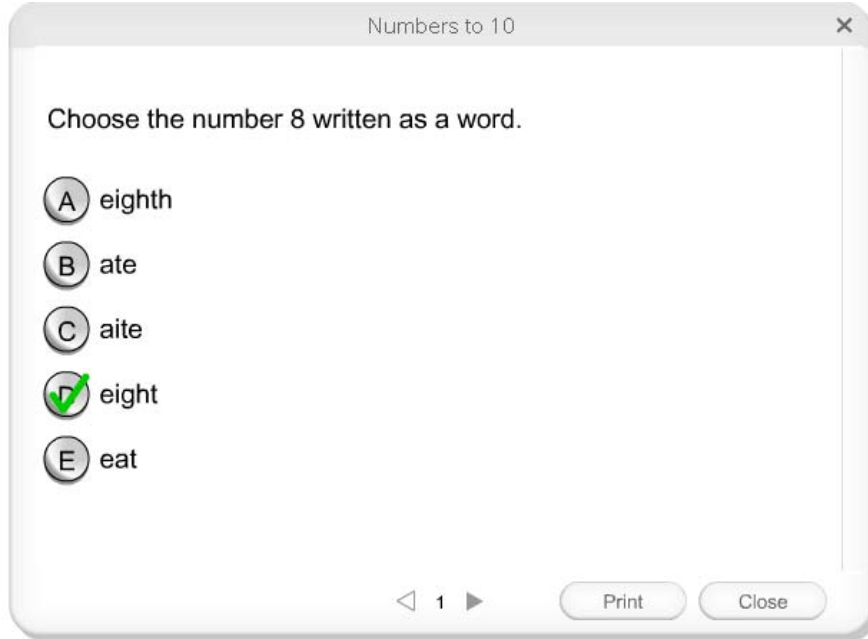 Numbers to 10
Choose the number 8 written as a word.
A eighth
B ate
C aite
D eight
E eat
1
Print Close